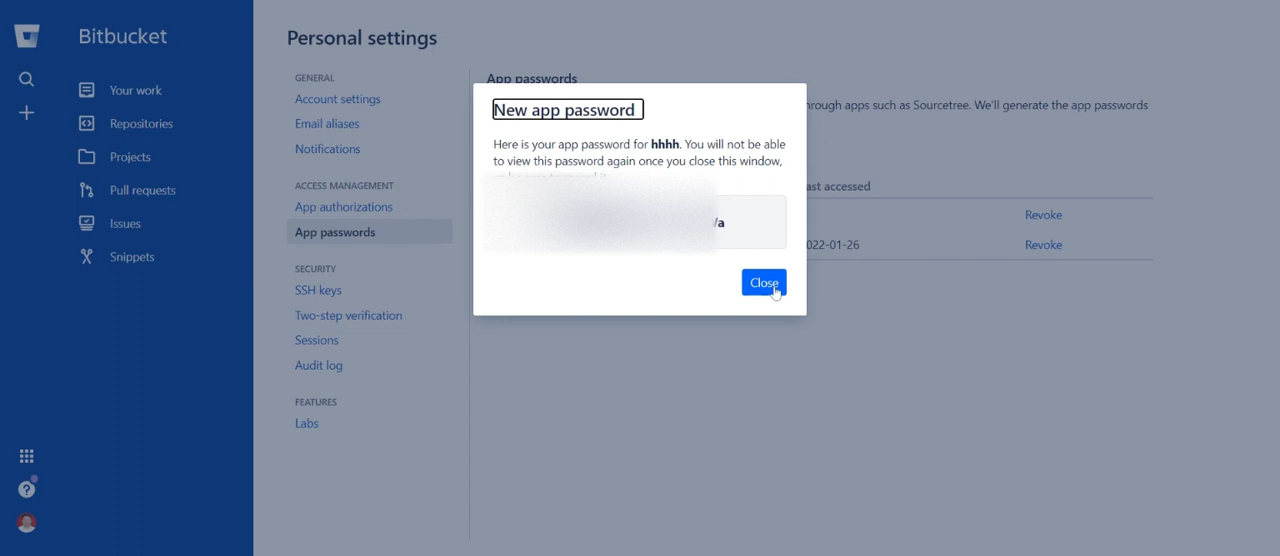 Bitbucket
Your work
Repositories
Projects
Pull requests
Issues
Snippets
Personal settings
GENERAL
Account settings
Email aliases
Notifications
ACCESS MANAGEMENT
App authorizations
App passwords
SECURITY
SSH keys
Two-step verification
Sessions
Audit log
FEATURES
Labs
App passwords
through apps such as Sourcetree. We'll generate the app passwords
accessed
Revoke
022-01-26
Revoke
New app password
Here is your app password for hhhh. You will not be able
to view this password again once you close this window,
/a
Close